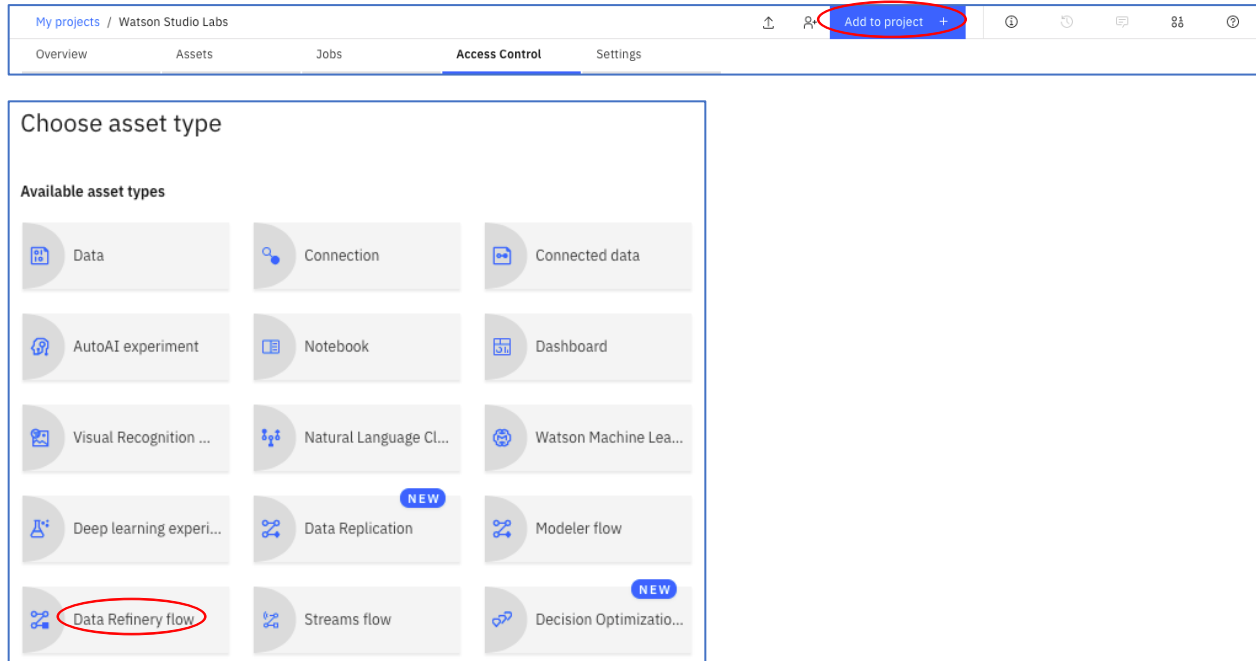 My projects / Watson Studio Labs
Add to project +
Overview Assets Jobs Access Control Settings
Choose asset type
Available asset types
Data Connection Connected data
AutoAI experiment Notebook Dashboard
Visual Recognition ... Natural Language Cl... Watson Machine Lea...
NEW
Deep learning experi... Data Replication Modeler flow
NEW
Data Refinery flow Streams flow Decision Optimizatio...